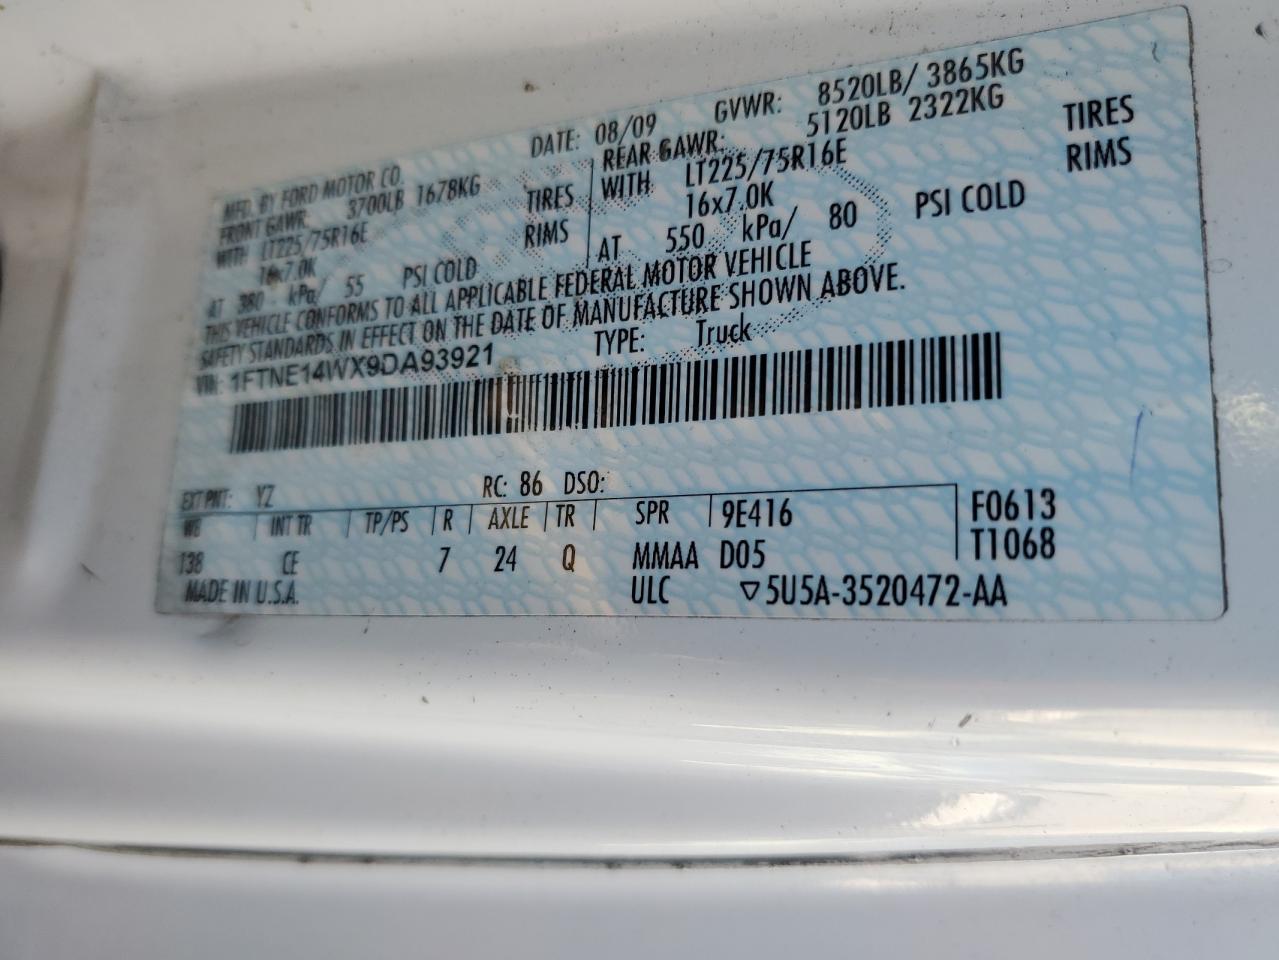 MFD. BY FORD MOTOR CO. DATE: 08/09 GVWR: 8520LB/ 3865KG
FRONT GAWR: 3700LB 1678KG REAR GAWR: 5120LB 2322KG
WITH LT225/75R16E TIRES WITH LT225/75R16E TIRES
16x7.0K RIMS 16x7.0K RIMS
AT 380 kPa/ 55 PSI COLD AT 550 kPa/ 80 PSI COLD
THIS VEHICLE CONFORMS TO ALL APPLICABLE FEDERAL MOTOR VEHICLE
SAFETY STANDARDS IN EFFECT ON THE DATE OF MANUFACTURE SHOWN ABOVE.
VIN: 1FTNE14WX9DA93921 TYPE: Truck
EXT PNT: YZ RC: 86 DSO:
WB INT TR TP/PS R AXLE TR SPR 9E416 F0613
138 CE 7 24 Q MMAA D05 T1068
MADE IN U.S.A. ULC ▽5U5A-3520472-AA